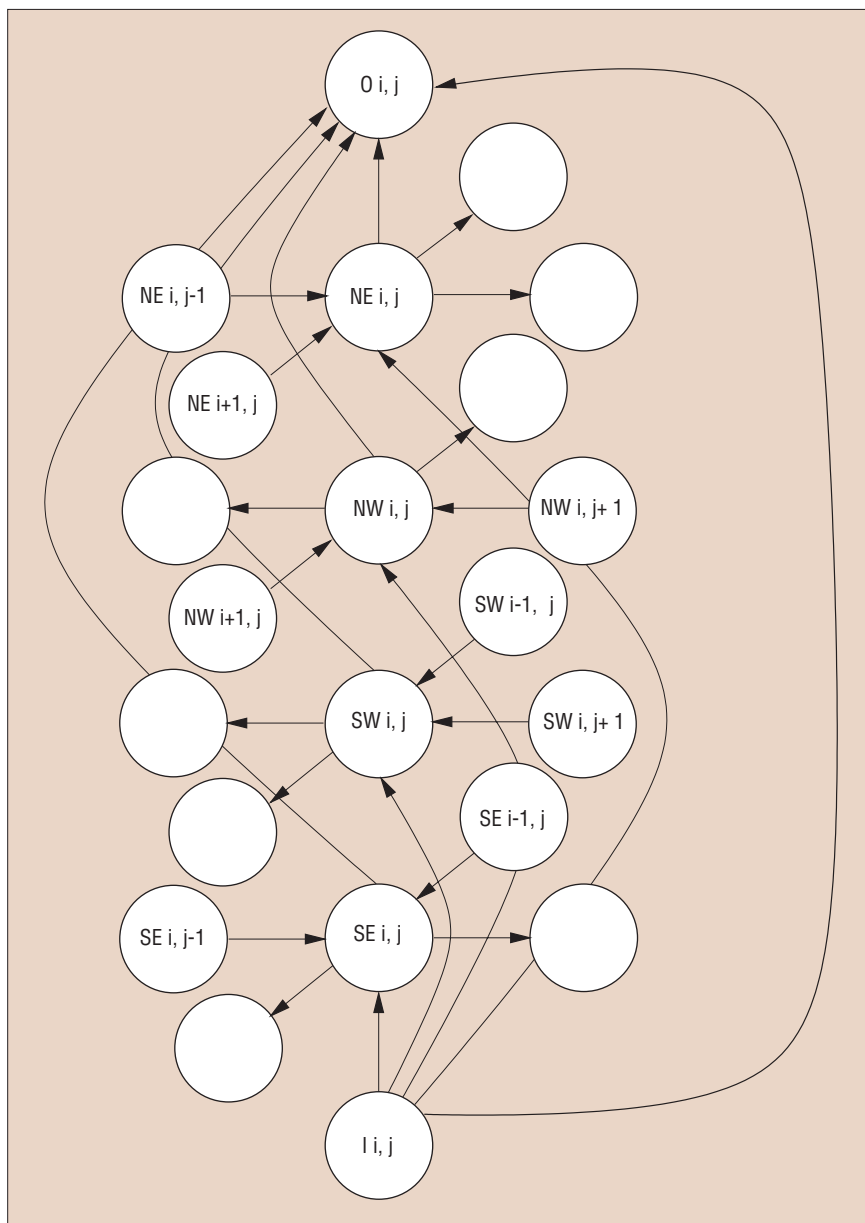 O i, j
NE i, j-1
NE i, j
NE i+1, j
NW i, j
NW i, j+ 1
NW i+1, j
SW i-1, j
SW i, j
SW i, j+ 1
SE i-1, j
SE i, j-1
SE i, j
I i, j